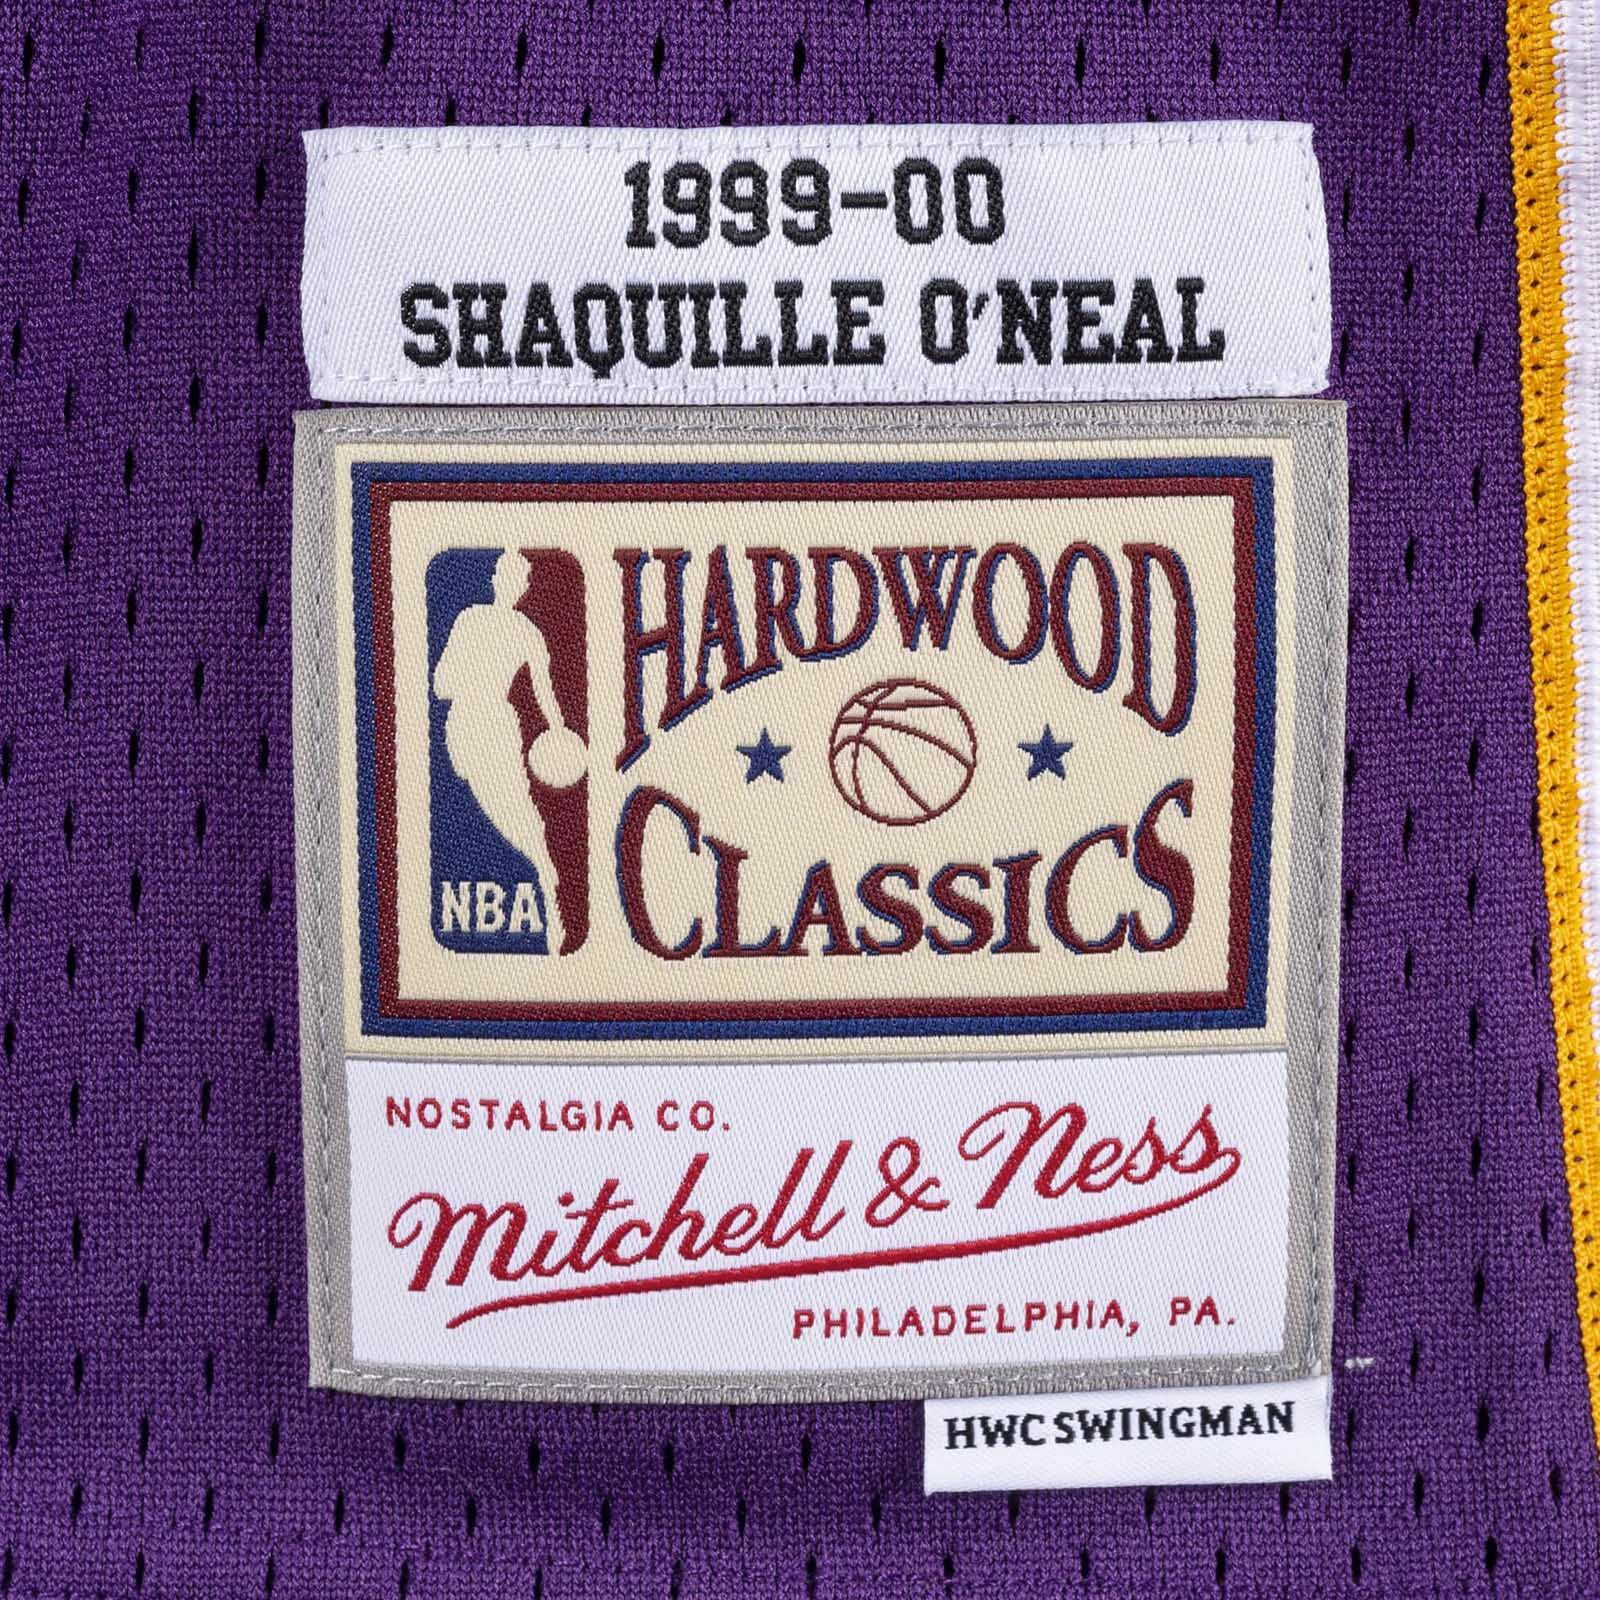 1999-00
SHAQUILLE O'NEAL
HARDWOOD
CLASSICS
NBA
NOSTALGIA CO.
Mitchell & Ness
PHILADELPHIA, PA.
HWC SWINGMAN